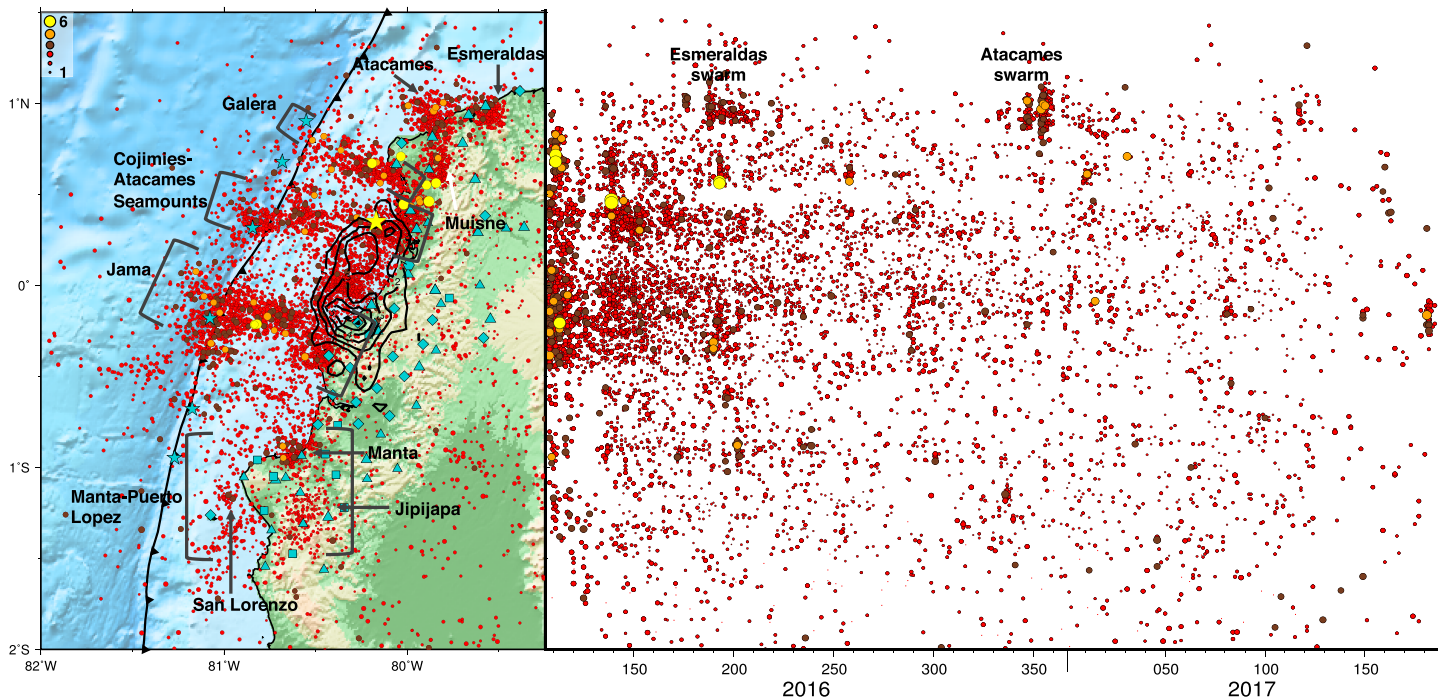 6
1
Esmeraldas
Atacames
Galera
Cojimies-
Atacames
Seamounts
Muisne
Jama
Manta
Manta-Puerto
Lopez
Jipijapa
San Lorenzo
1°N
0°
1°S
2°S
82°W
81°W
80°W
Esmeraldas
swarm
Atacames
swarm
150
200
250
300
350
050
100
150
2016
2017